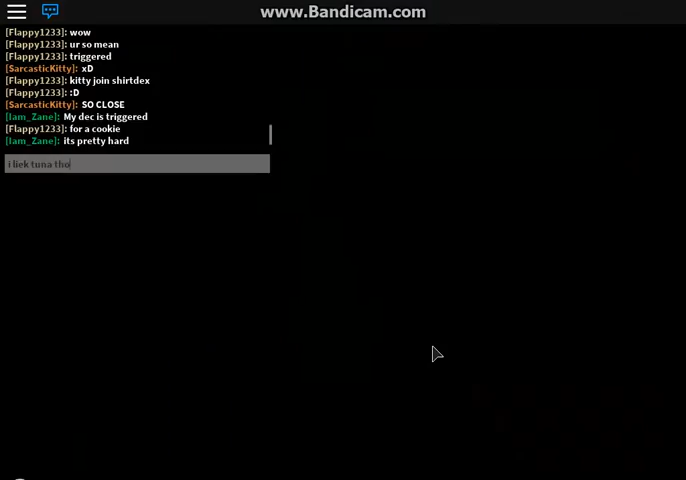 www.Bandicam.com
[Flappy1233]: wow
[Flappy1233]: ur so mean
[Flappy1233]: triggered
[SarcasticKitty]: xD
[Flappy1233]: kitty join shirtdex
[Flappy1233]: :D
[SarcasticKitty]: SO CLOSE
[Iam_Zane]: My dec is triggered
[Flappy1233]: for a cookie
[Iam_Zane]: its pretty hard
i liek tuna tho